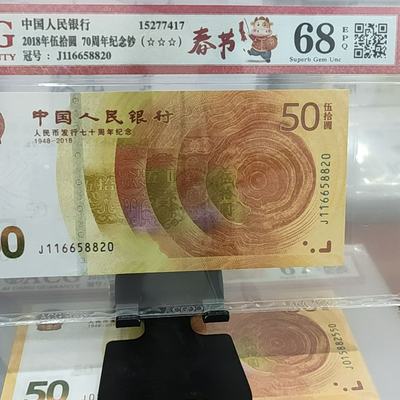 中国人民银行 15277417
2018年伍拾圆 70周年纪念钞 (☆☆☆)
冠号: J116658820
春节
68 EPQ
Superb Gem Unc
中国人民银行
人民币发行七十周年纪念
1948-2018
50 伍拾圆
J116658820
0 J116658820
ACG
50
J015882550